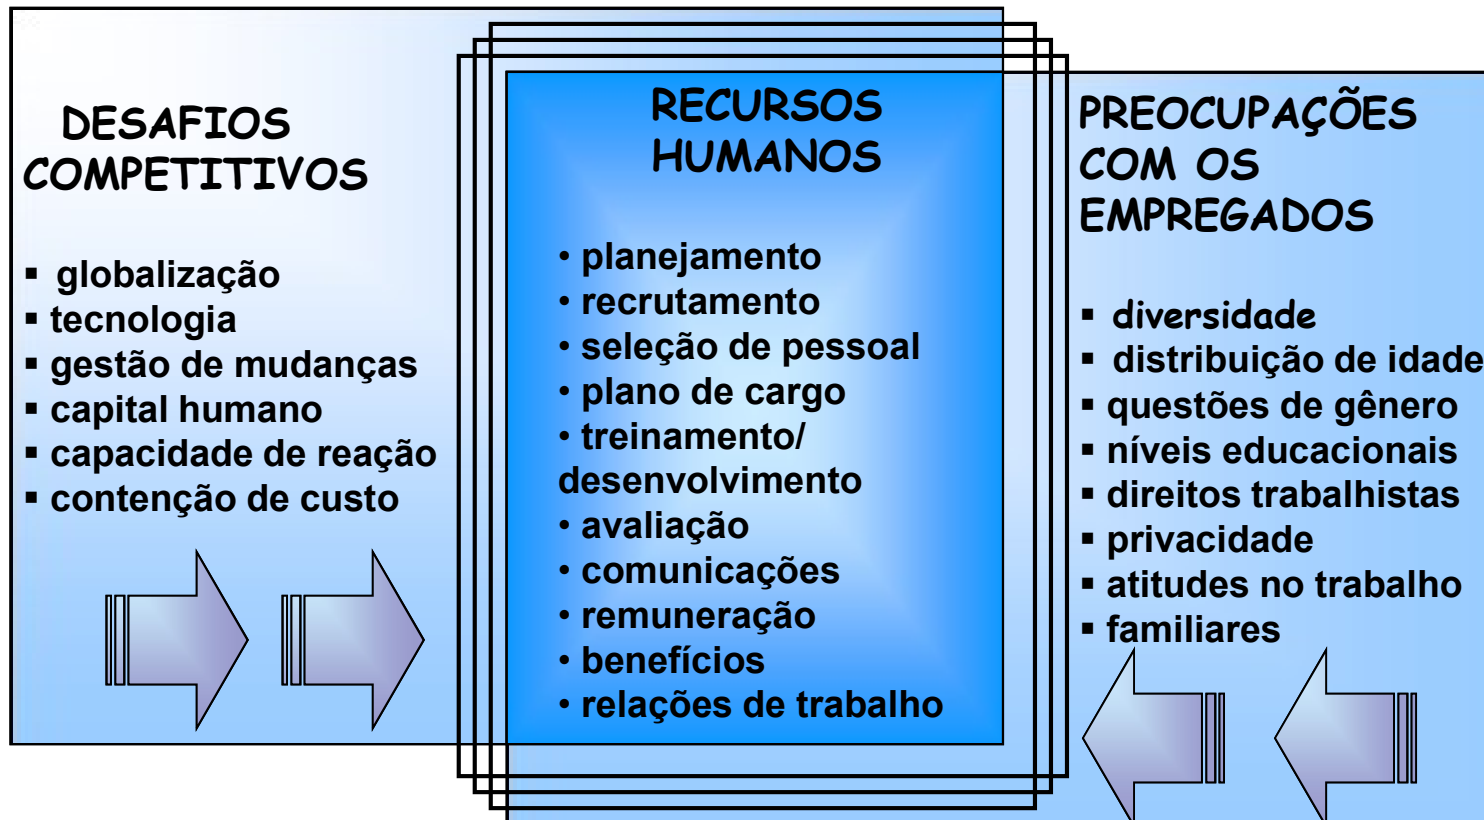 DESAFIOS
COMPETITIVOS
▪ globalização
▪ tecnologia
▪ gestão de mudanças
▪ capital humano
▪ capacidade de reação
▪ contenção de custo
RECURSOS
HUMANOS
• planejamento
• recrutamento
• seleção de pessoal
• plano de cargo
• treinamento/
desenvolvimento
• avaliação
• comunicações
• remuneração
• benefícios
• relações de trabalho
PREOCUPAÇÕES
COM OS
EMPREGADOS
▪ diversidade
▪ distribuição de idade
▪ questões de gênero
▪ níveis educacionais
▪ direitos trabalhistas
▪ privacidade
▪ atitudes no trabalho
▪ familiares